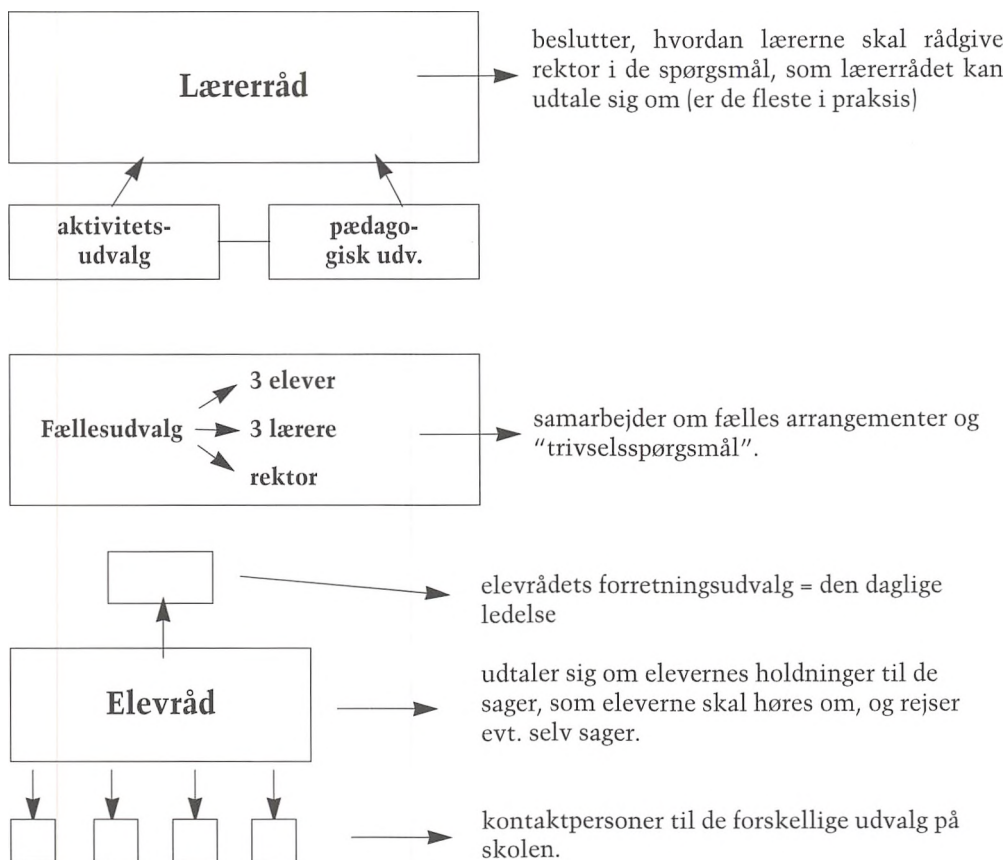 Lærerråd
beslutter, hvordan lærerne skal rådgive
rektor i de spørgsmål, som lærerrådet kan
udtale sig om (er de fleste i praksis)
aktivitets-
udvalg
pædago-
gisk udv.
Fællesudvalg
3 elever
3 lærere
rektor
samarbejder om fælles arrangementer og
“trivselsspørgsmål”.
elevrådets forretningsudvalg = den daglige
ledelse
Elevråd
udtaler sig om elevernes holdninger til de
sager, som eleverne skal høres om, og rejser
evt. selv sager.
kontaktpersoner til de forskellige udvalg på
skolen.